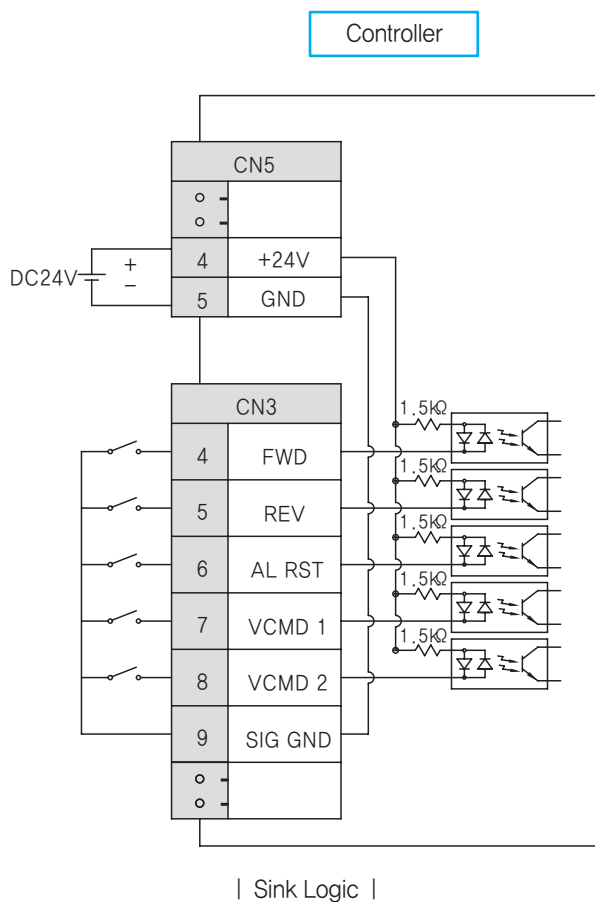 Controller
CN5
DC24V
+
−
4 +24V
5 GND
CN3
4 FWD
5 REV
6 AL RST
7 VCMD 1
8 VCMD 2
9 SIG GND
1.5kΩ
1.5kΩ
1.5kΩ
1.5kΩ
1.5kΩ
| Sink Logic |